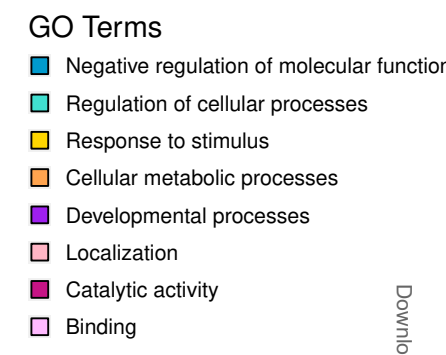 GO Terms
Negative regulation of molecular function
Regulation of cellular processes
Response to stimulus
Cellular metabolic processes
Developmental processes
Localization
Catalytic activity
Binding
Downlo